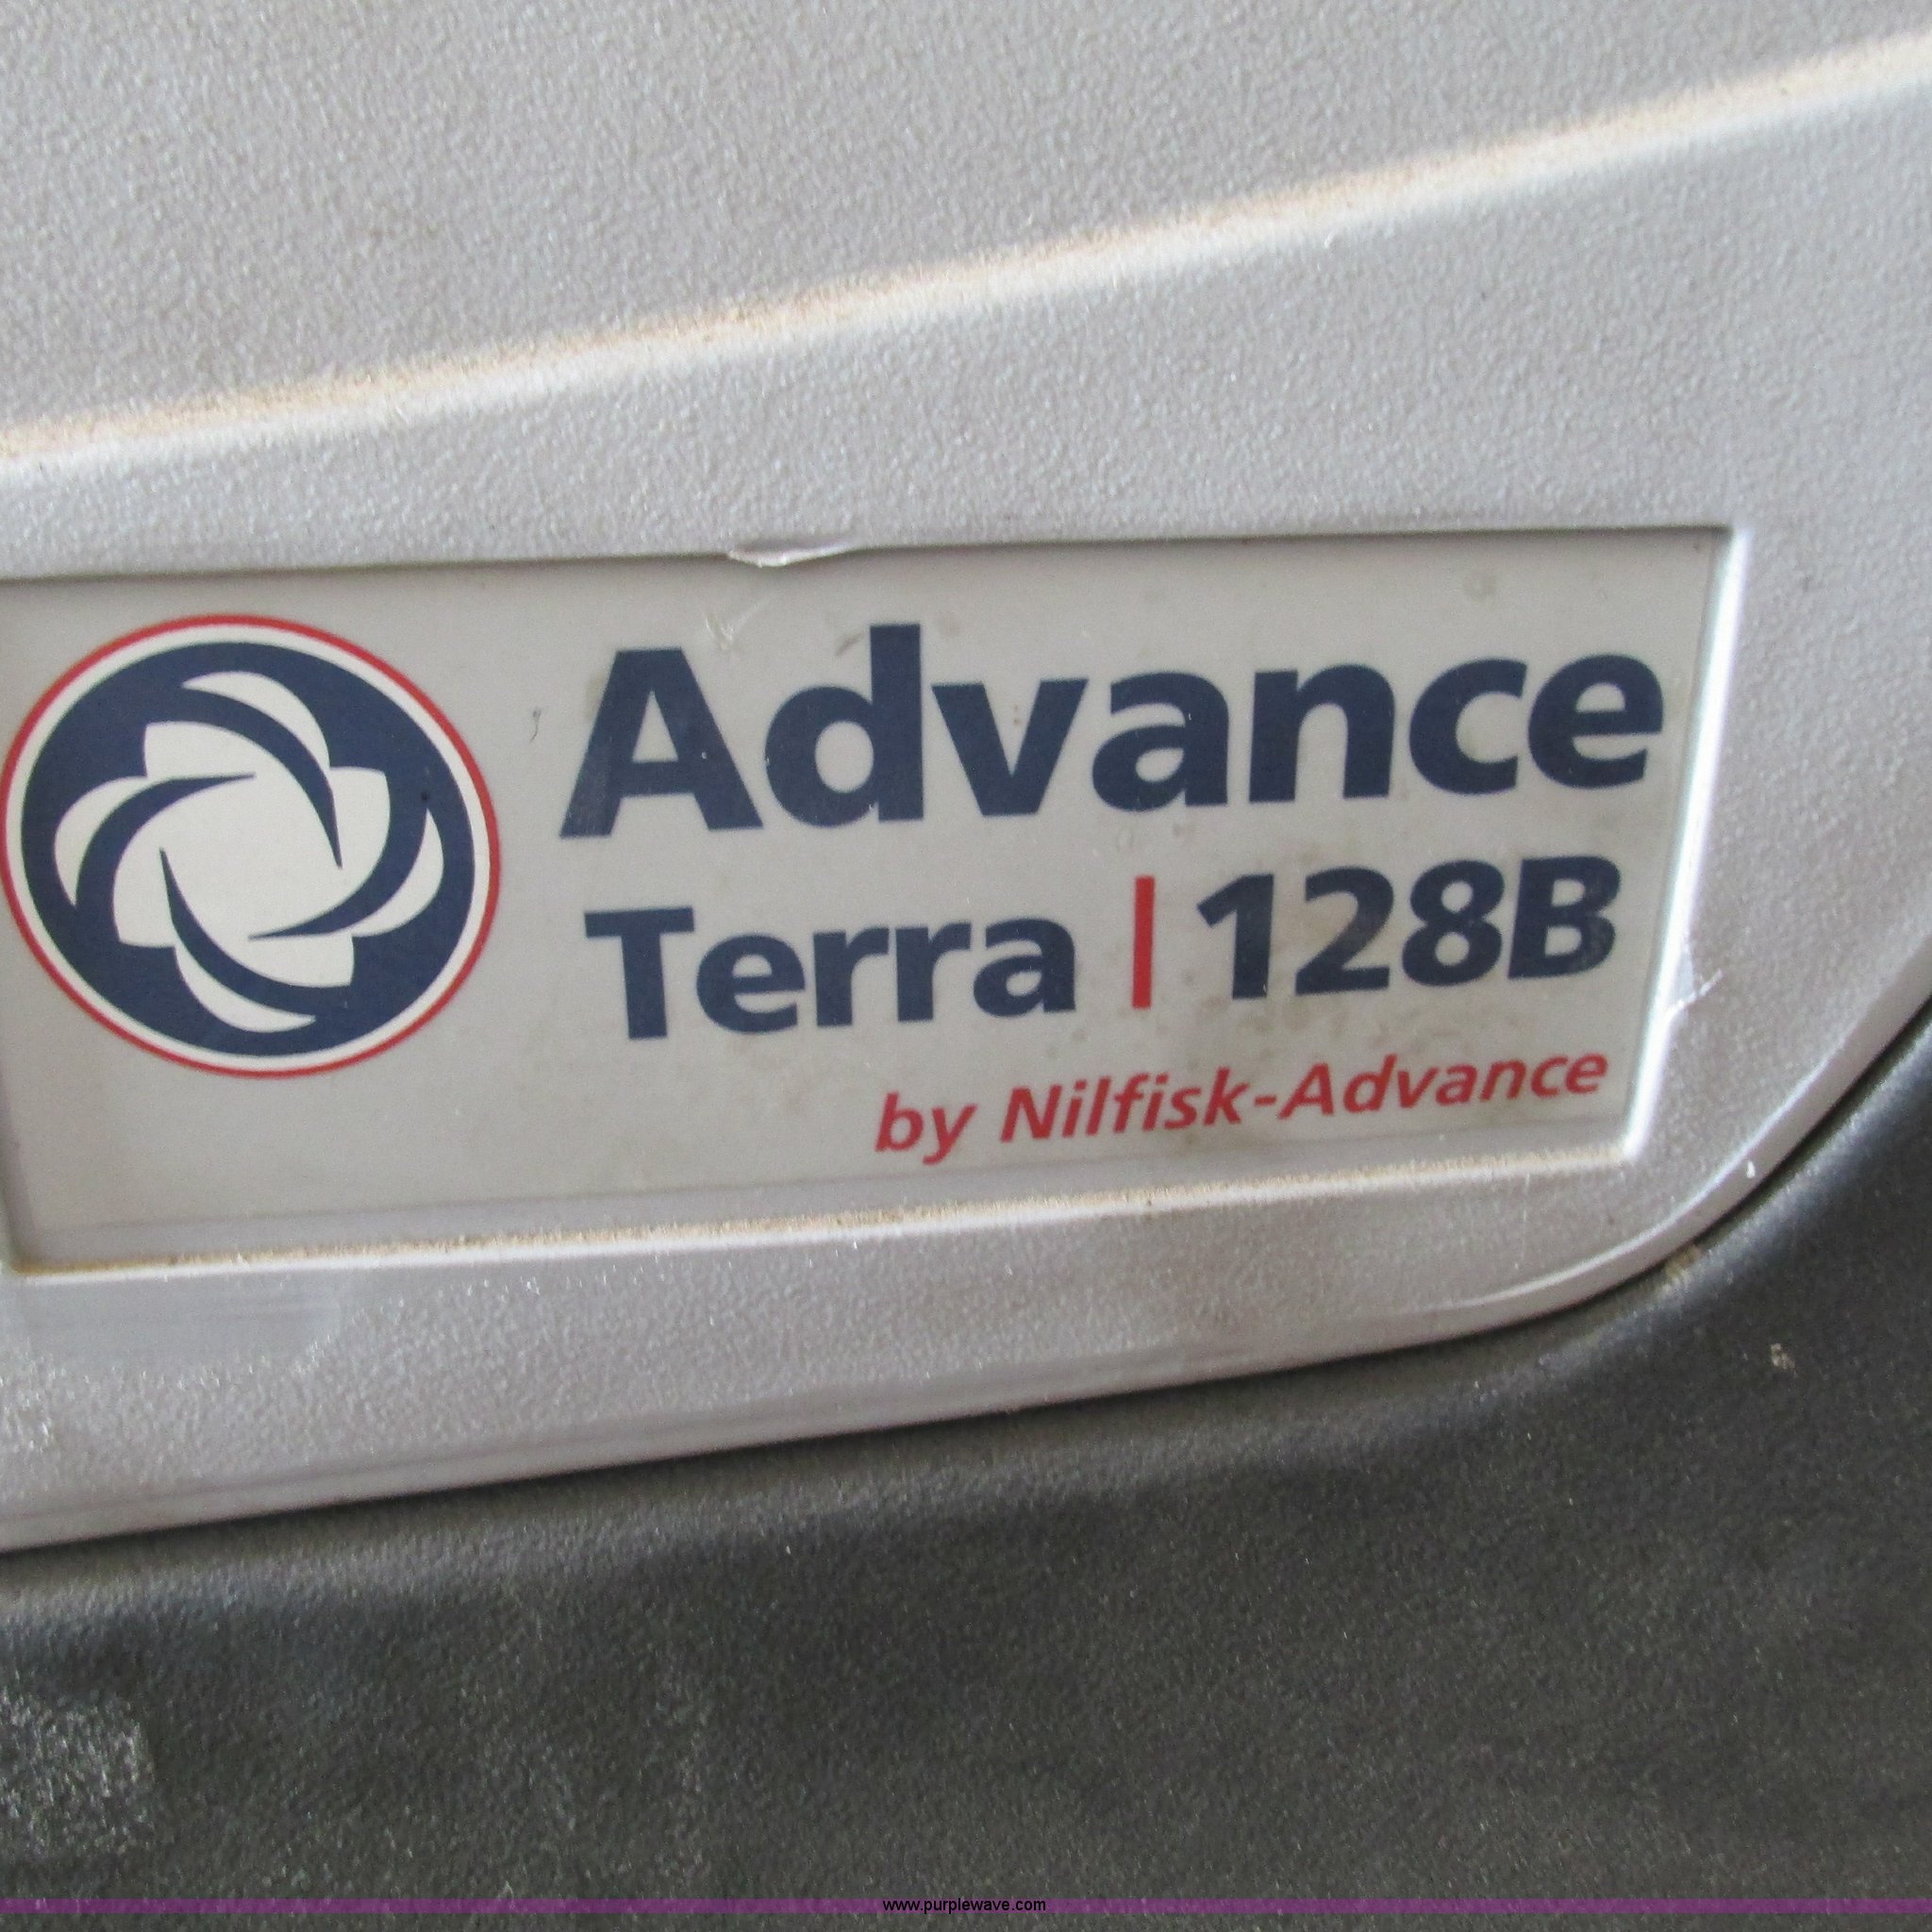 Advance
Terra | 128B
by Nilfisk-Advance
www.purplewave.com